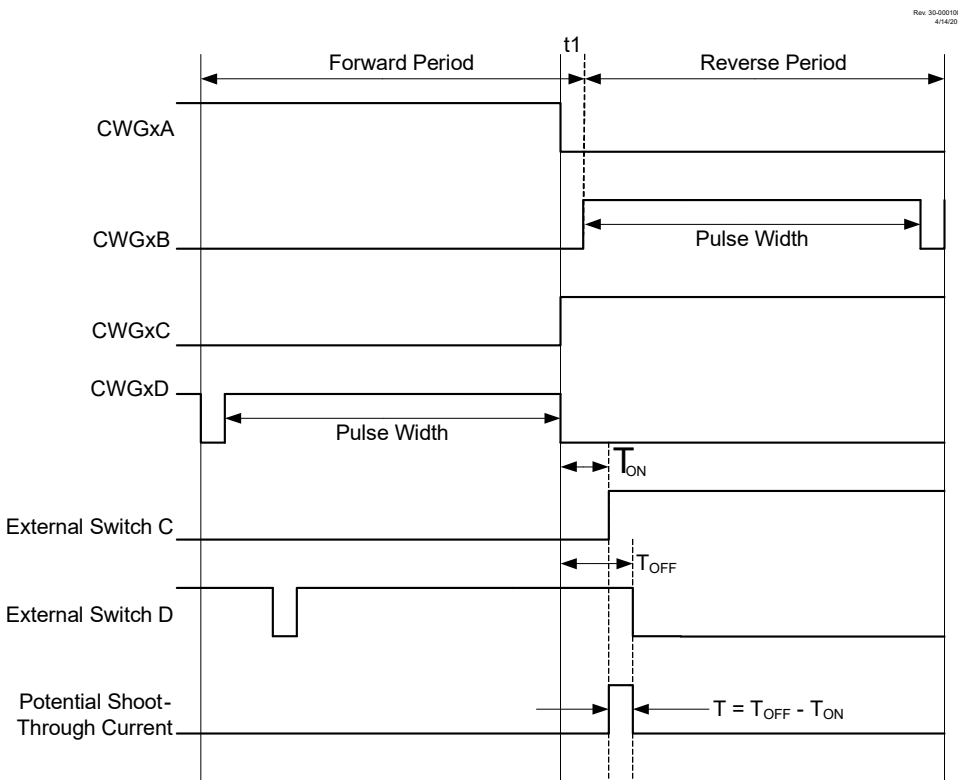 Rev. 30-00010
4/14/20
t1
Forward Period
Reverse Period
CWGxA
CWGxB
Pulse Width
CWGxC
CWGxD
Pulse Width
TON
External Switch C
TOFF
External Switch D
Potential Shoot-
Through Current
T = TOFF - TON